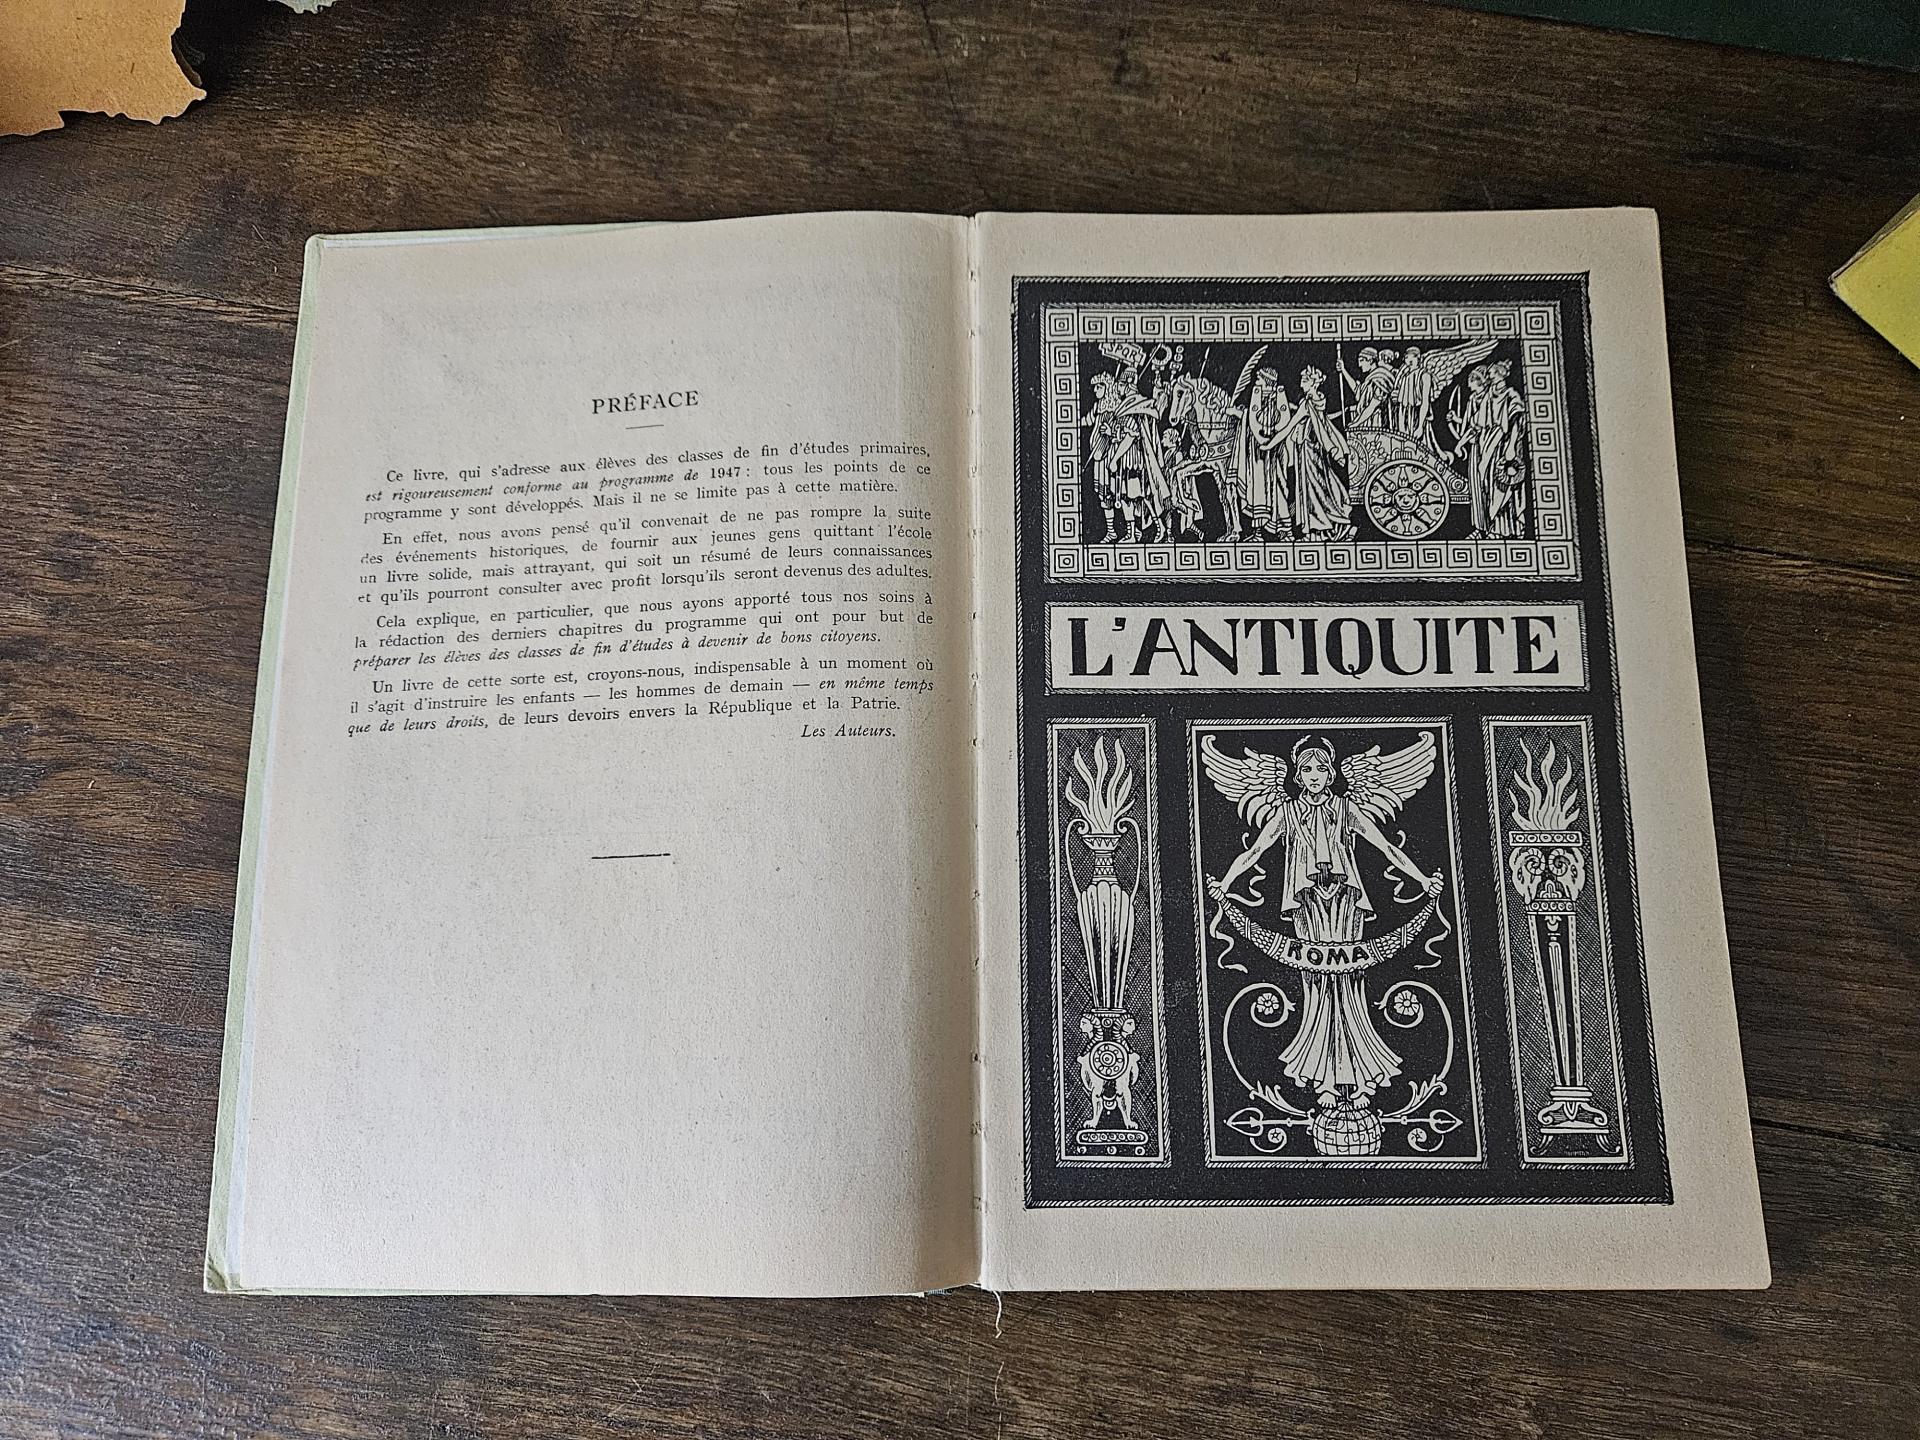 PRÉFACE
Ce livre, qui s'adresse aux élèves des classes de fin d'études primaires,
est rigoureusement conforme au programme de 1947 : tous les points de ce
programme y sont développés. Mais il ne se limite pas à cette matière.
En effet, nous avons pensé qu'il convenait de ne pas rompre la suite
des événements historiques, de fournir aux jeunes gens quittant l'école
un livre solide, mais attrayant, qui soit un résumé de leurs connaissances
et qu'ils pourront consulter avec profit lorsqu'ils seront devenus des adultes.
Cela explique, en particulier, que nous ayons apporté tous nos soins à
la rédaction des derniers chapitres du programme qui ont pour but de
préparer les élèves des classes de fin d'études à devenir de bons citoyens.
Un livre de cette sorte est, croyons-nous, indispensable à un moment où
il s'agit d'instruire les enfants — les hommes de demain — en même temps
que de leurs droits, de leurs devoirs envers la République et la Patrie.
Les Auteurs.
SPQR
L'ANTIQUITE
ROMA